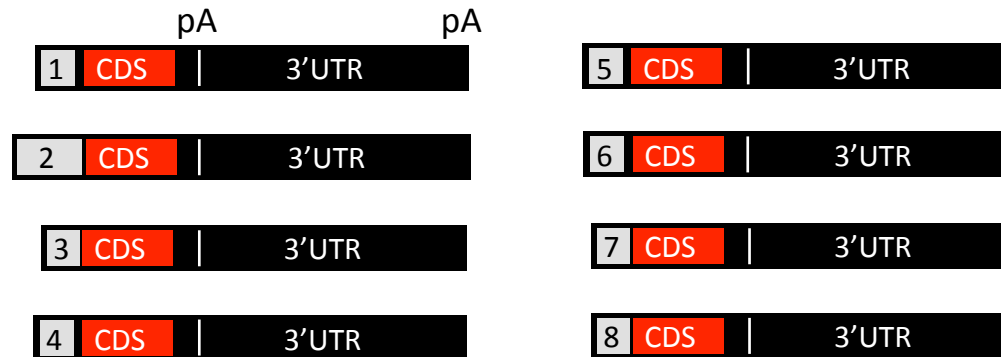 pA pA
1 CDS 3’UTR
2 CDS 3’UTR
3 CDS 3’UTR
4 CDS 3’UTR
5 CDS 3’UTR
6 CDS 3’UTR
7 CDS 3’UTR
8 CDS 3’UTR